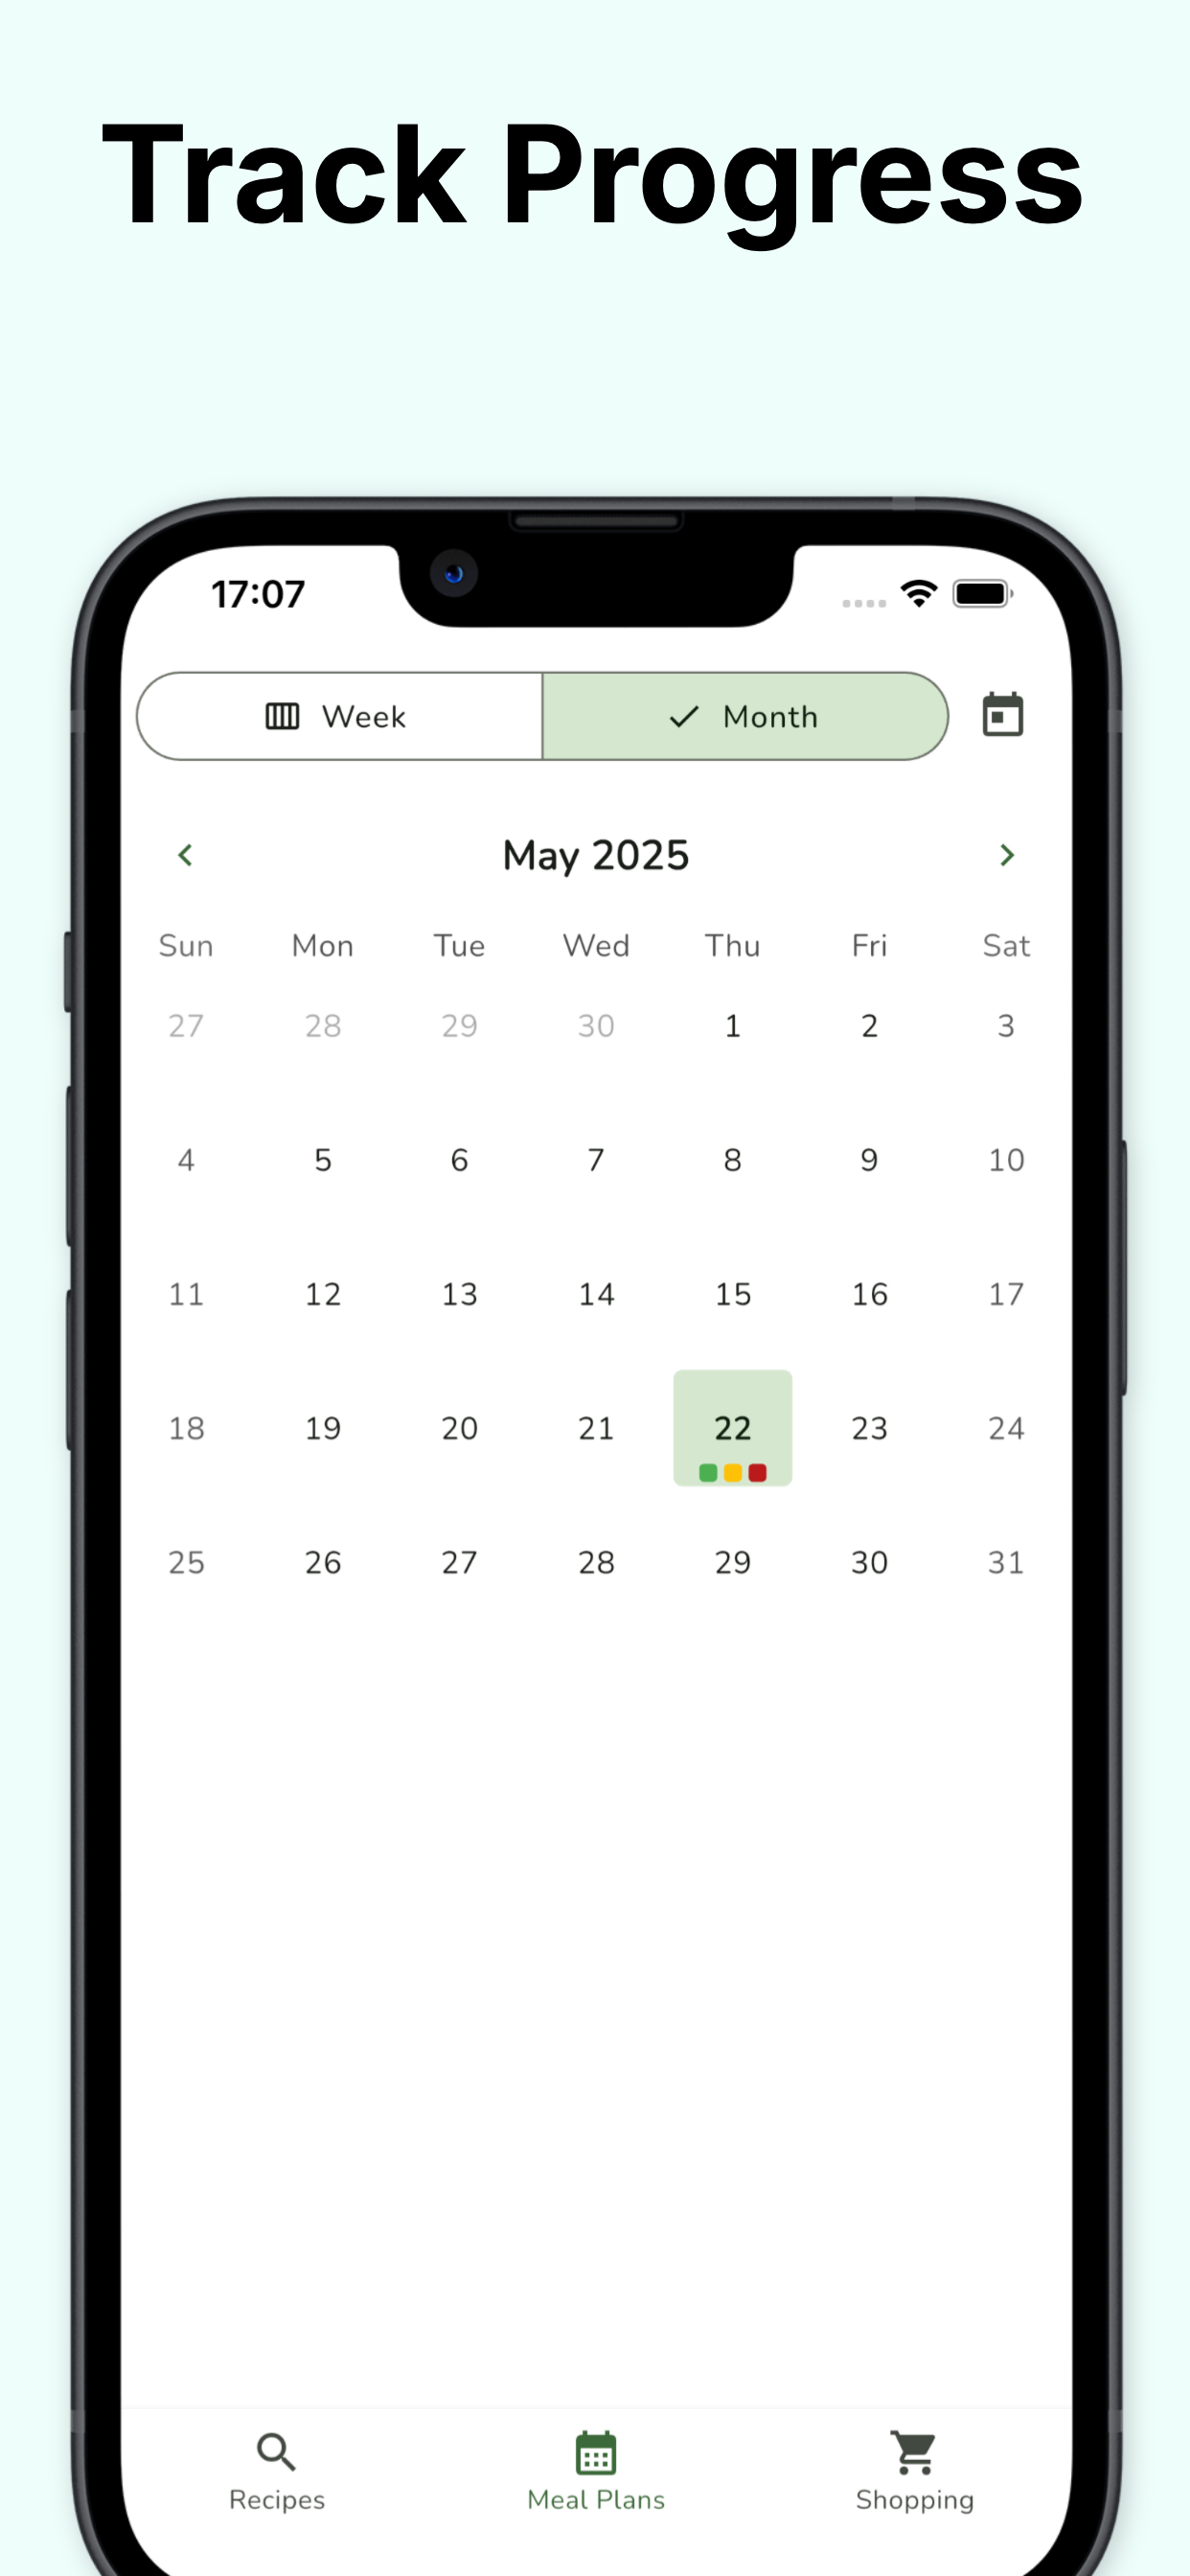 Track Progress
17:07
Week Month
May 2025
Sun Mon Tue Wed Thu Fri Sat
27 28 29 30 1 2 3
4 5 6 7 8 9 10
11 12 13 14 15 16 17
18 19 20 21 22 23 24
25 26 27 28 29 30 31
Recipes Meal Plans Shopping